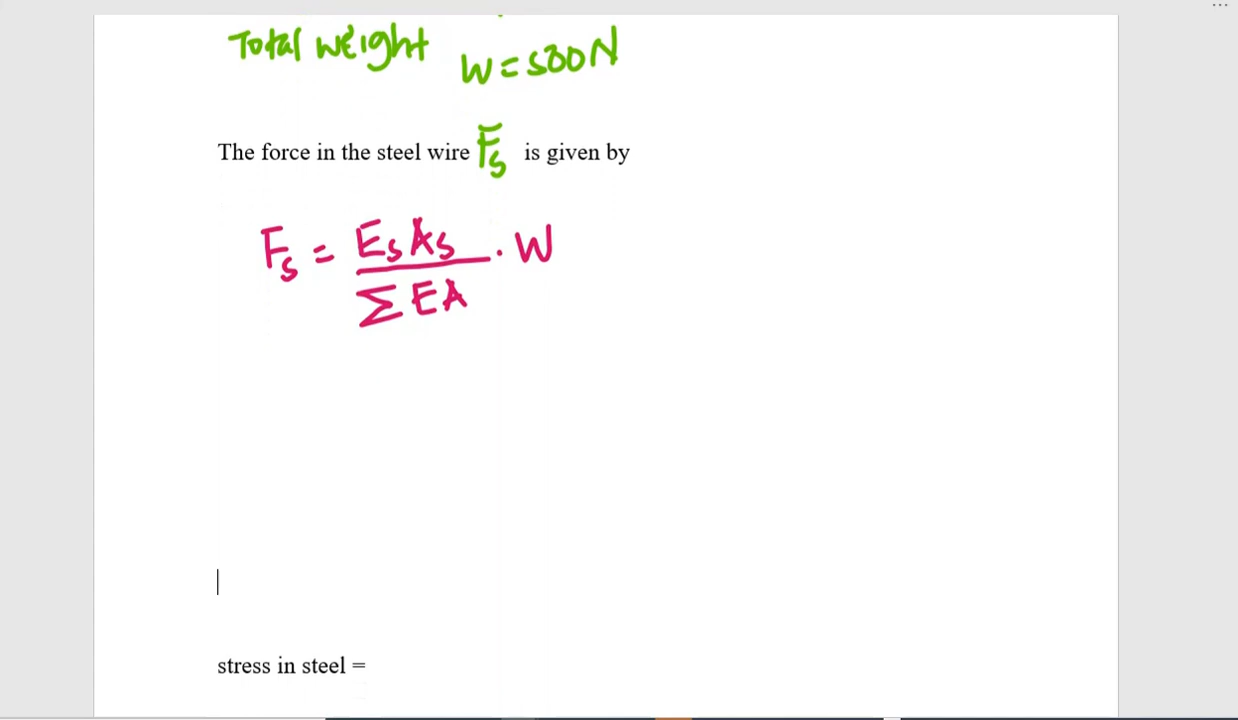 Total weight W = 500N
The force in the steel wire Fs is given by
Fs = EsAs / ΣEA . W
stress in steel =